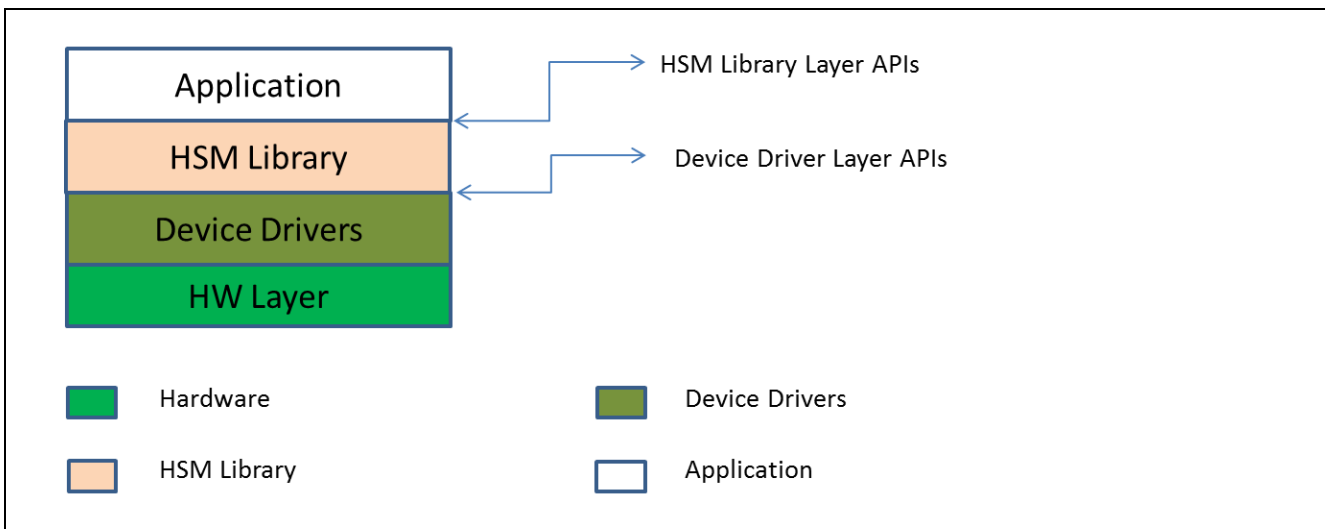 Application
HSM Library
Device Drivers
HW Layer
HSM Library Layer APIs
Device Driver Layer APIs
Hardware
Device Drivers
HSM Library
Application